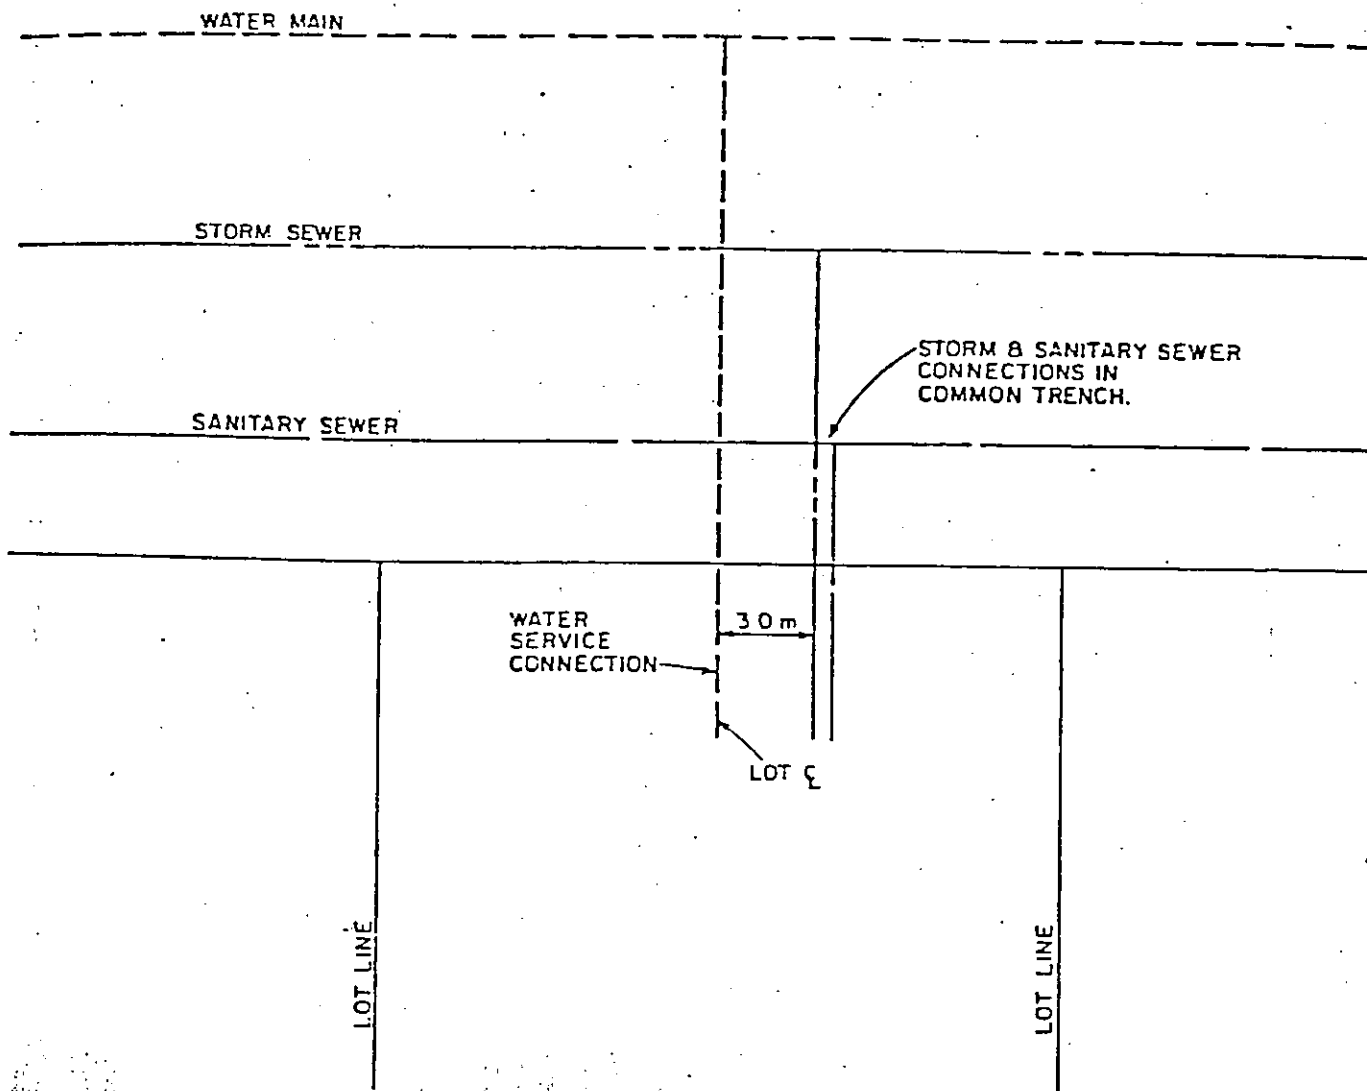 WATER MAIN
STORM SEWER
STORM & SANITARY SEWER
CONNECTIONS IN
COMMON TRENCH.
SANITARY SEWER
WATER
SERVICE
CONNECTION
3.0 m
LOT ℄
LOT LINE
LOT LINE